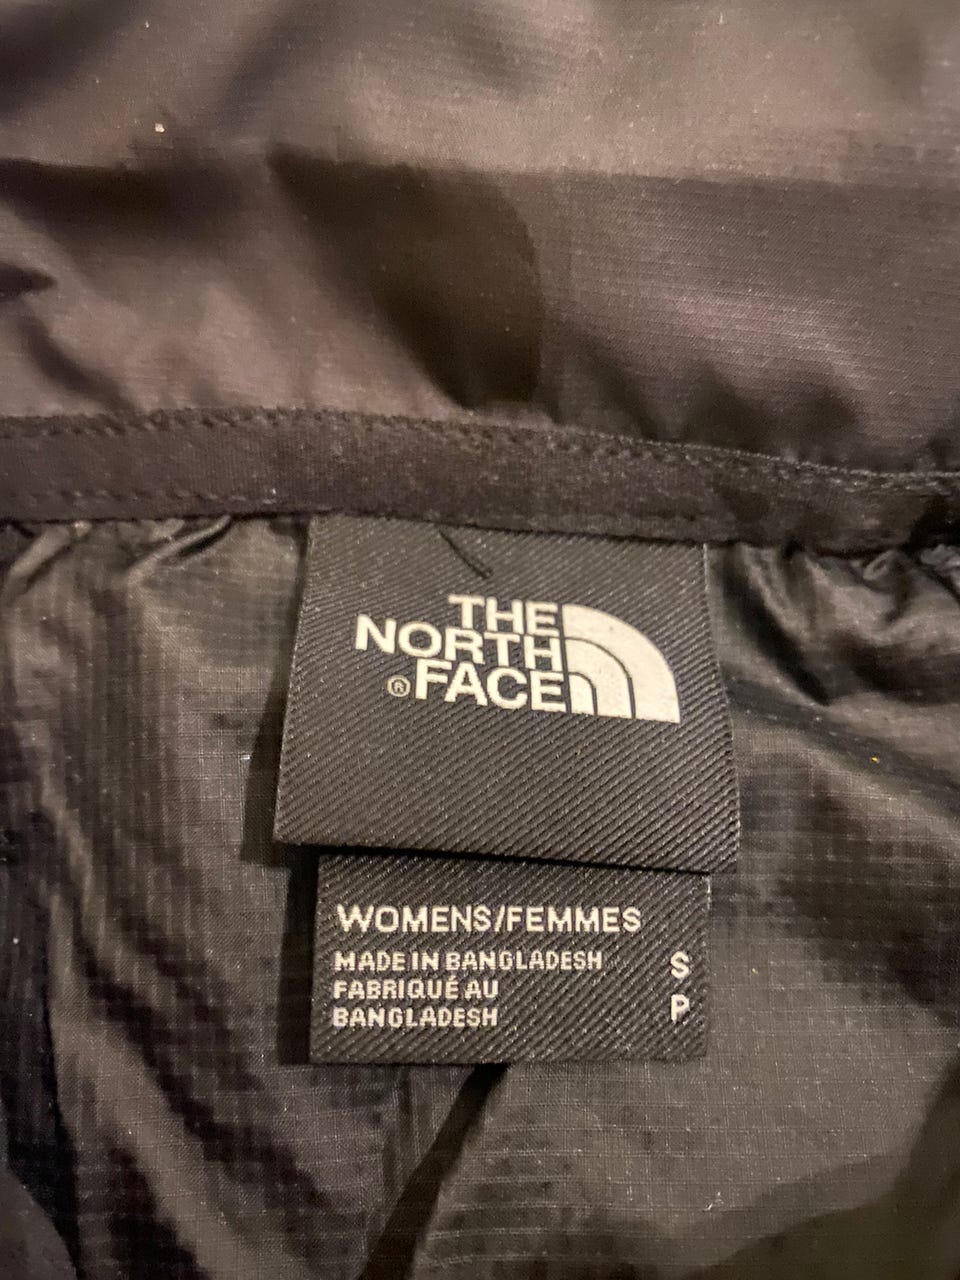 THE
NORTH
®FACE
WOMENS/FEMMES
MADE IN BANGLADESH S
FABRIQUÉ AU P
BANGLADESH